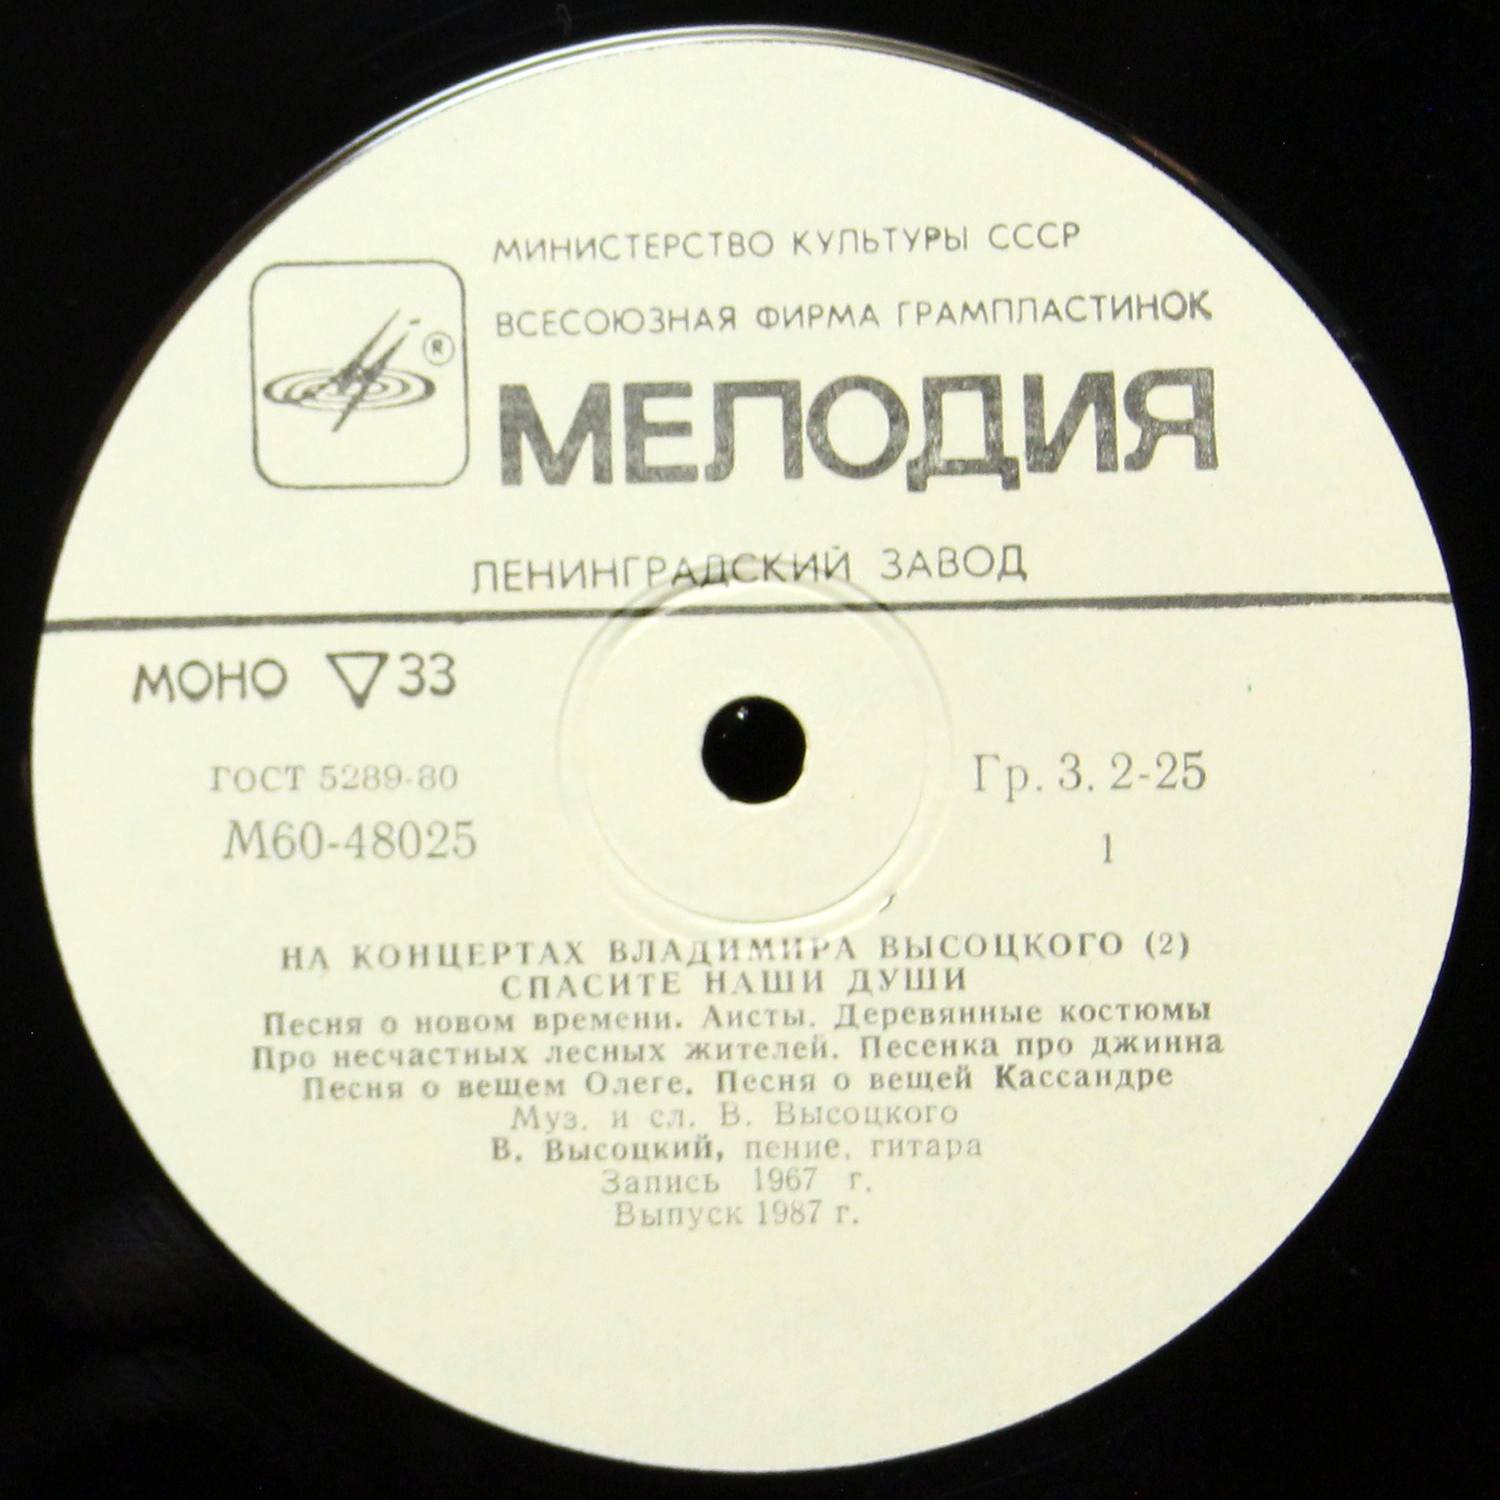 МИНИСТЕРСТВО КУЛЬТУРЫ СССР
ВСЕСОЮЗНАЯ ФИРМА ГРАМПЛАСТИНОК
®
МЕЛОДИЯ
ЛЕНИНГРАДСКИЙ ЗАВОД
МОНО ▽33
ГОСТ 5289-80
М60-48025
Гр. 3. 2-25
1
НА КОНЦЕРТАХ ВЛАДИМИРА ВЫСОЦКОГО (2)
СПАСИТЕ НАШИ ДУШИ
Песня о новом времени. Аисты. Деревянные костюмы
Про несчастных лесных жителей. Песенка про джинна
Песня о вещем Олеге. Песня о вещей Кассандре
Муз. и сл. В. Высоцкого
В. Высоцкий, пение, гитара
Запись 1967 г.
Выпуск 1987 г.